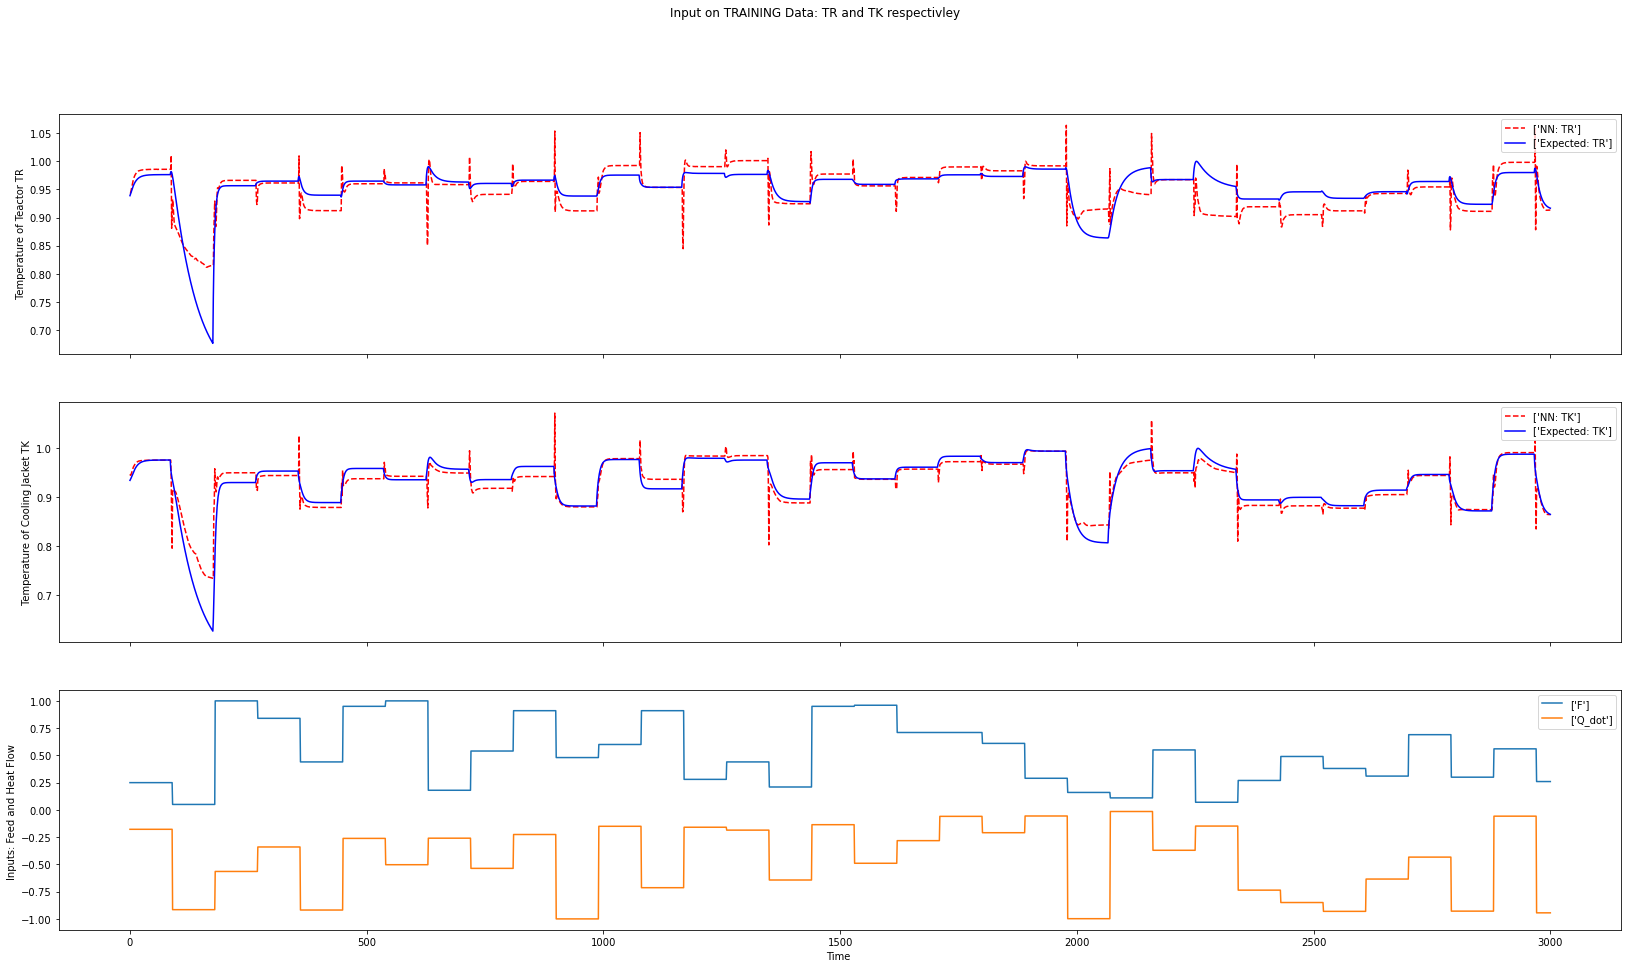 Input on TRAINING Data: TR and TK respectivley
Temperature of Teactor TR
1.05
1.00
0.95
0.90
0.85
0.80
0.75
0.70
['NN: TR']
['Expected: TR']
Temperature of Cooling Jacket TK
1.0
0.9
0.8
0.7
['NN: TK']
['Expected: TK']
Inputs: Feed and Heat Flow
1.00
0.75
0.50
0.25
0.00
−0.25
−0.50
−0.75
−1.00
['F']
['Q_dot']
0 500 1000 1500 2000 2500 3000
Time